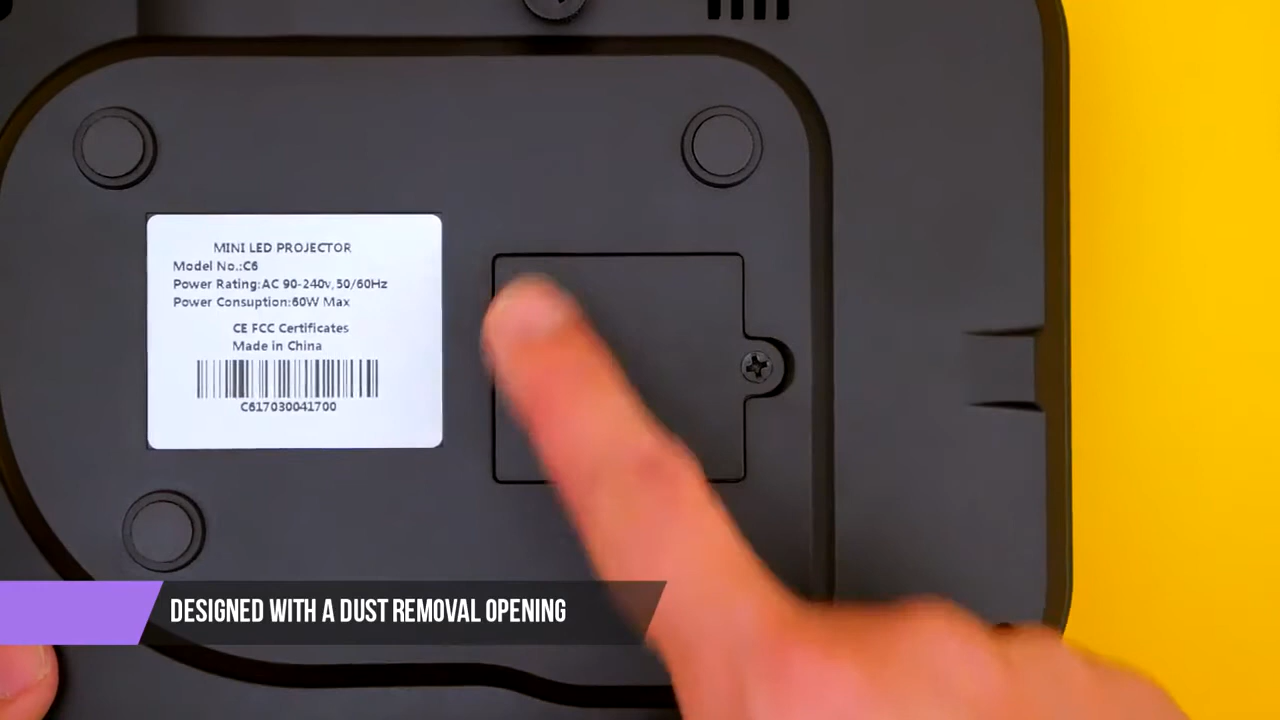 MINI LED PROJECTOR
Model No.:C6
Power Rating:AC 90-240v,50/60Hz
Power Consuption:60W Max
CE FCC Certificates
Made in China
C617030041700
DESIGNED WITH A DUST REMOVAL OPENING